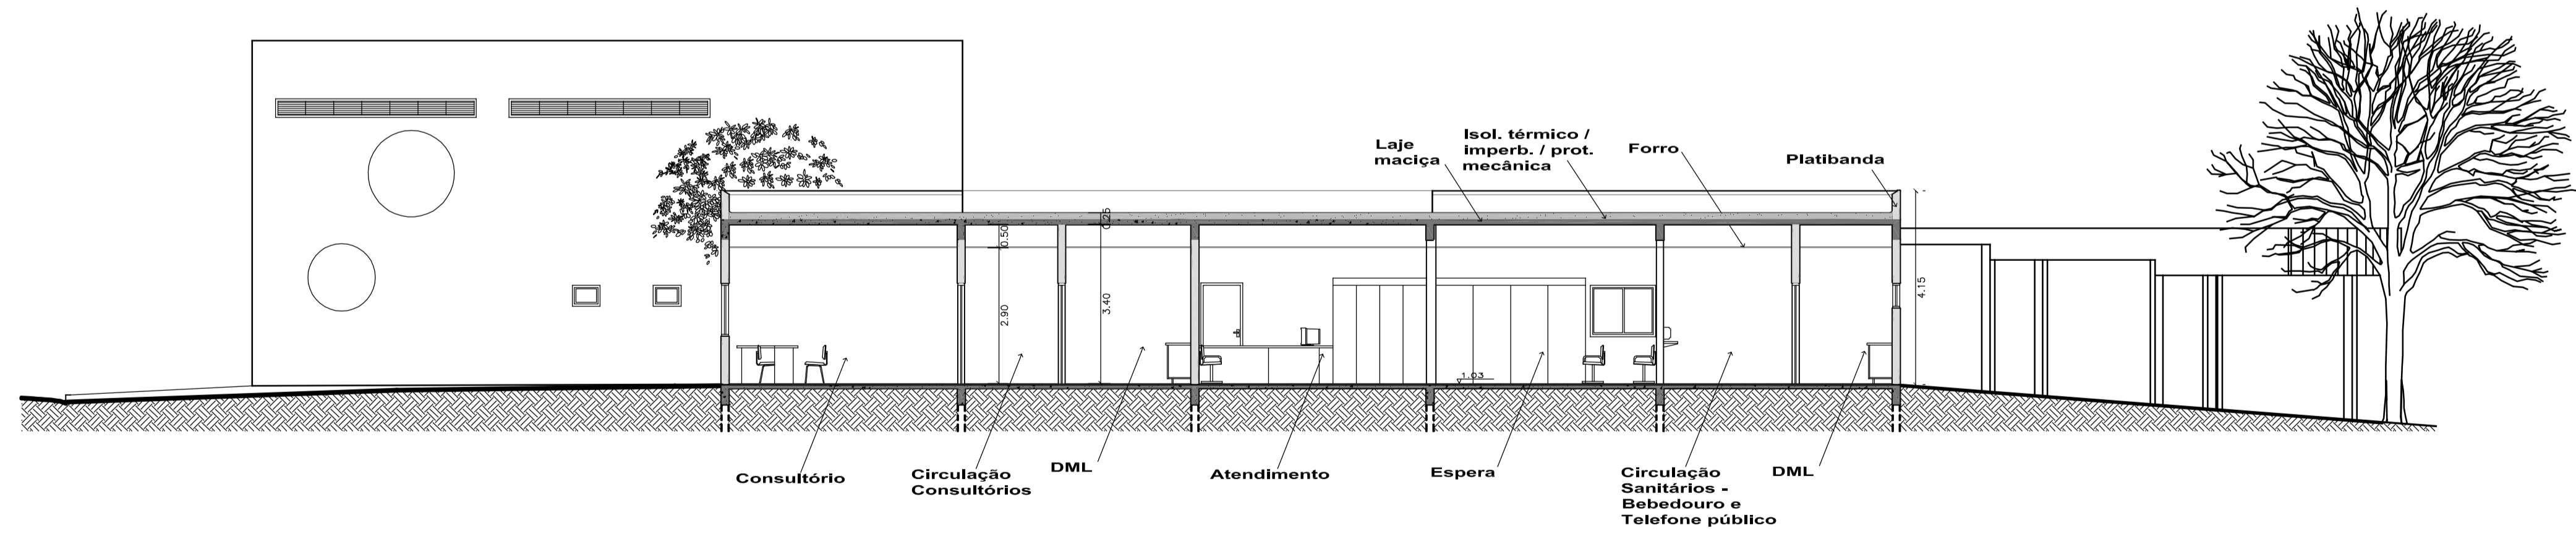 Laje
maciça
Isol. térmico /
imperb. / prot.
mecânica
Forro
Platibanda
0.25
0.50
2.90
3.40
4.15
1.03
Consultório
Circulação
Consultórios
DML
Atendimento
Espera
Circulação
Sanitários -
Bebedouro e
Telefone público
DML